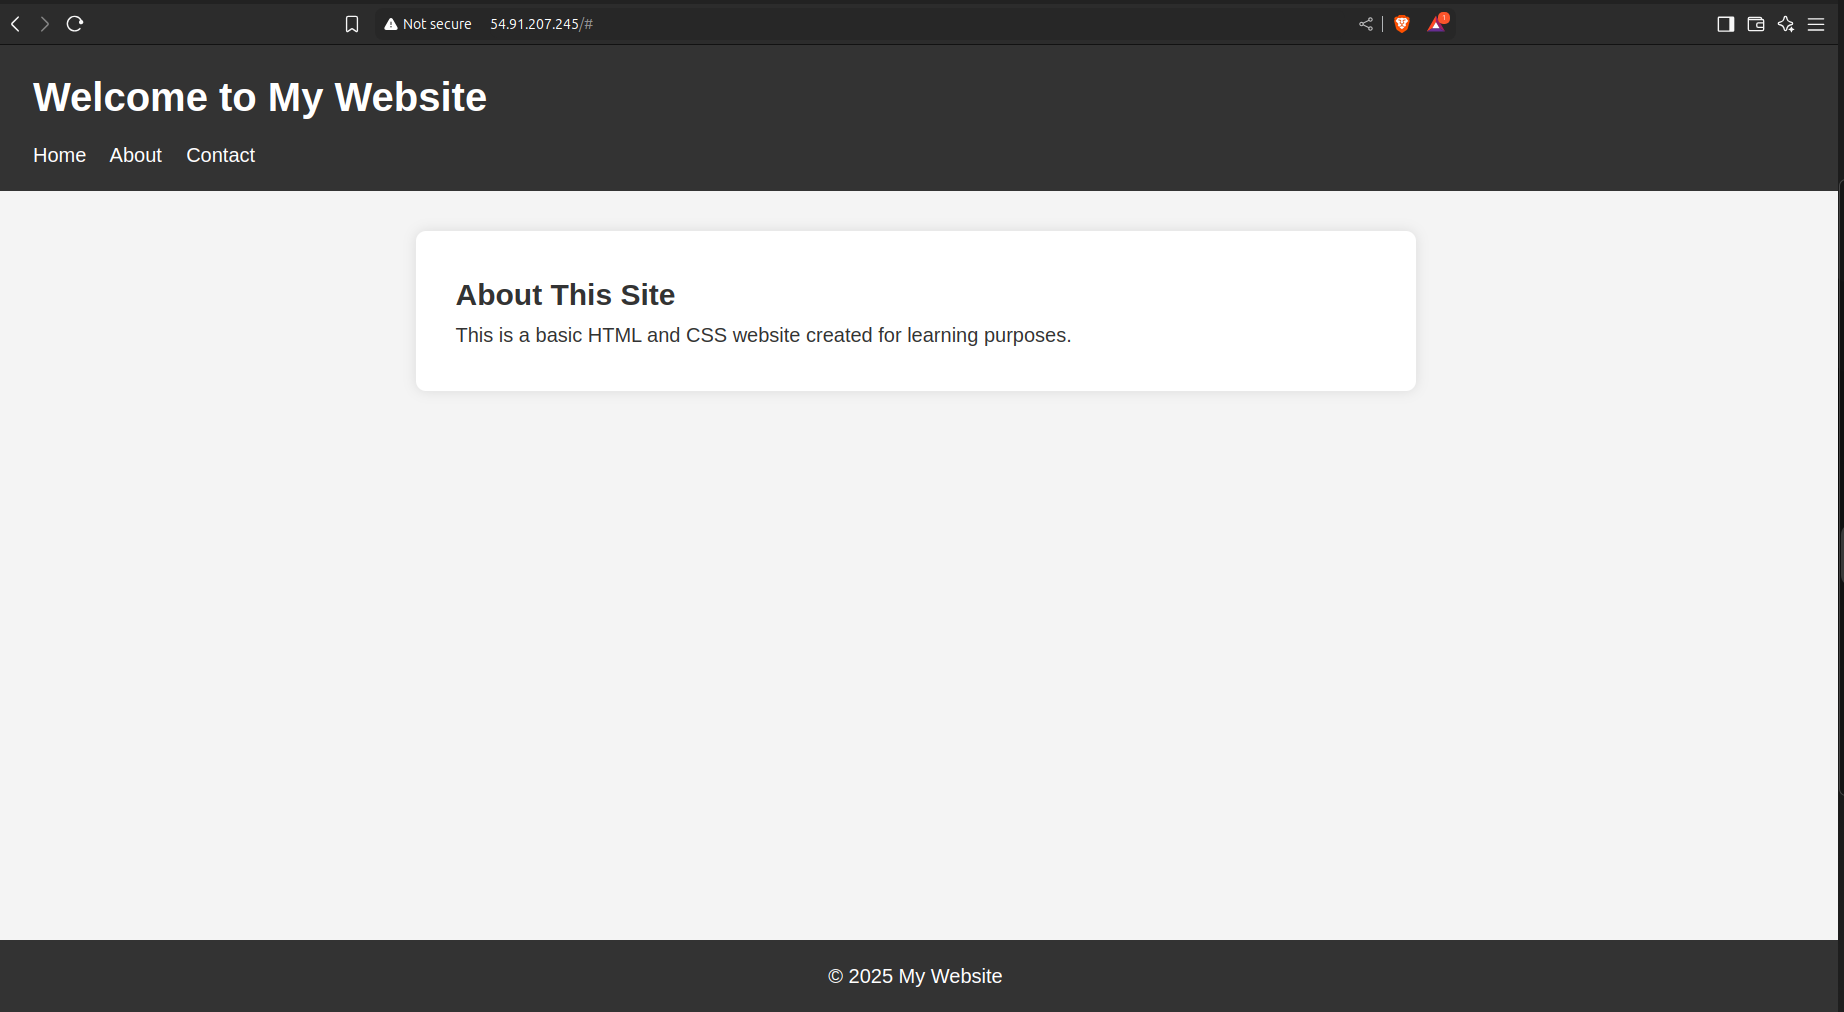 Not secure 54.91.207.245/#
1
Welcome to My Website
Home About Contact
About This Site
This is a basic HTML and CSS website created for learning purposes.
© 2025 My Website